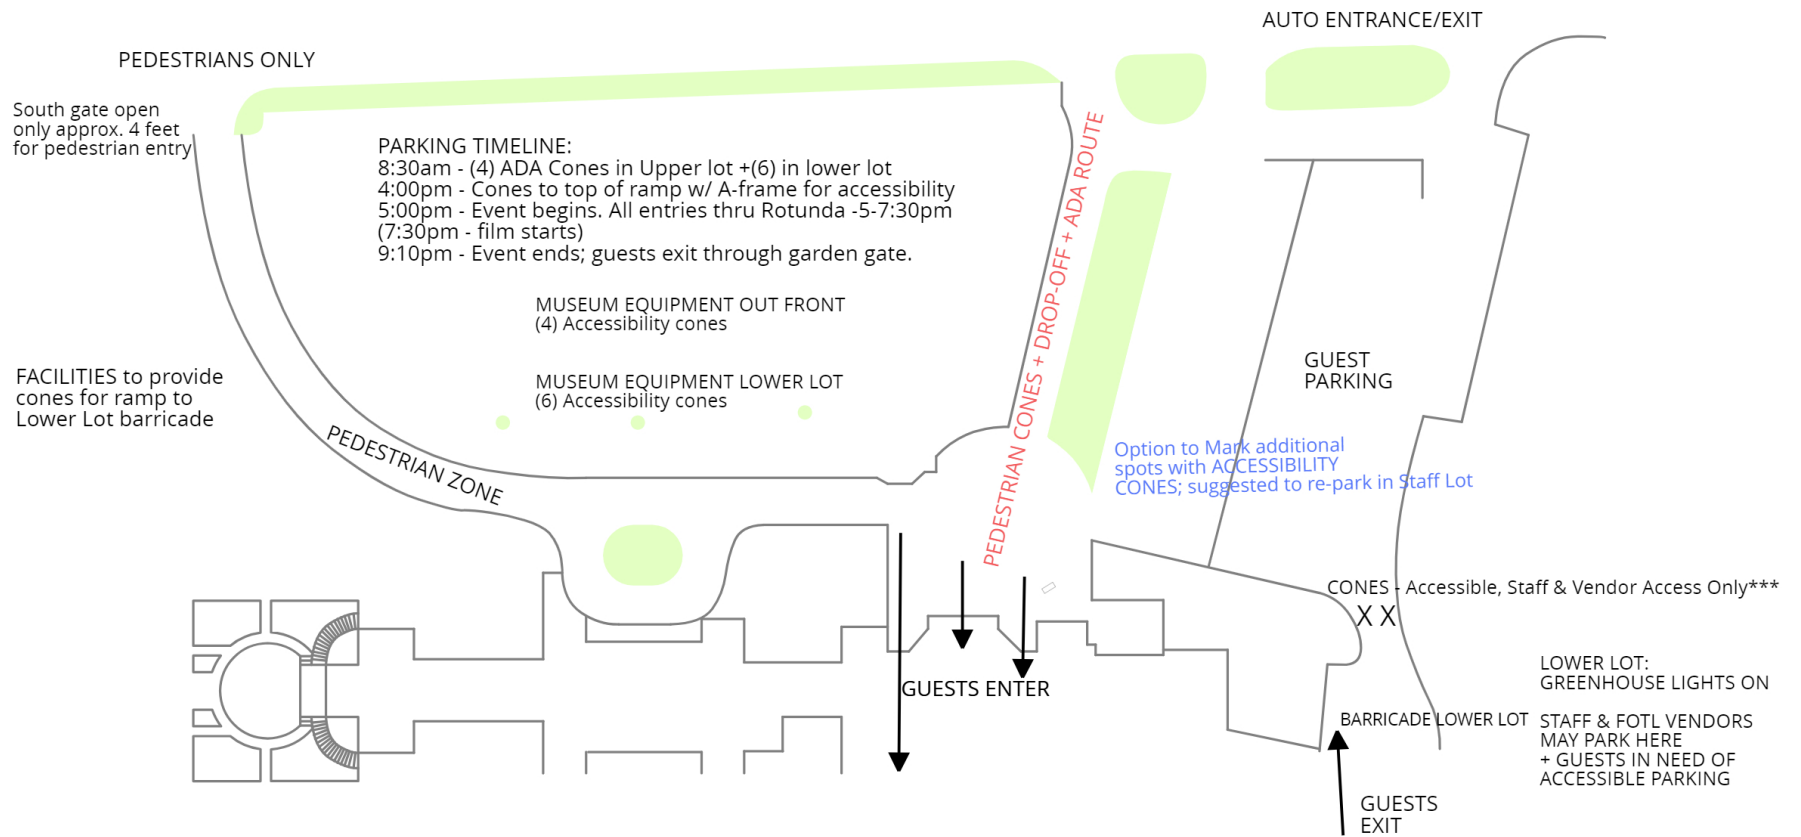 AUTO ENTRANCE/EXIT
PEDESTRIANS ONLY
South gate open
only approx. 4 feet
for pedestrian entry
PARKING TIMELINE:
8:30am - (4) ADA Cones in Upper lot +(6) in lower lot
4:00pm - Cones to top of ramp w/ A-frame for accessibility
5:00pm - Event begins. All entries thru Rotunda -5-7:30pm
(7:30pm - film starts)
9:10pm - Event ends; guests exit through garden gate.
MUSEUM EQUIPMENT OUT FRONT
(4) Accessibility cones
MUSEUM EQUIPMENT LOWER LOT
(6) Accessibility cones
FACILITIES to provide
cones for ramp to
Lower Lot barricade
PEDESTRIAN ZONE
PEDESTRIAN CONES + DROP-OFF + ADA ROUTE
GUEST
PARKING
Option to Mark additional
spots with ACCESSIBILITY
CONES; suggested to re-park in Staff Lot
CONES - Accessible, Staff & Vendor Access Only***
X X
GUESTS ENTER
LOWER LOT:
GREENHOUSE LIGHTS ON
BARRICADE LOWER LOT
STAFF & FOTL VENDORS
MAY PARK HERE
+ GUESTS IN NEED OF
ACCESSIBLE PARKING
GUESTS
EXIT